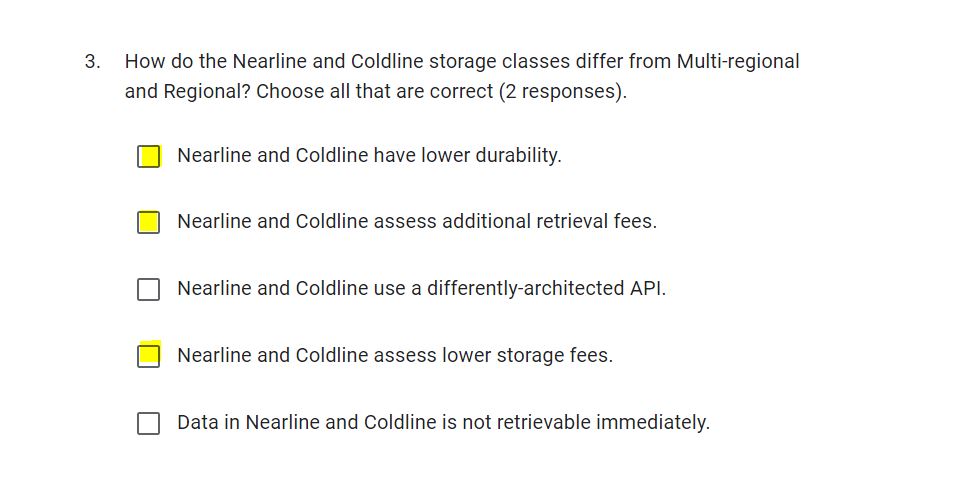 3. How do the Nearline and Coldline storage classes differ from Multi-regional
and Regional? Choose all that are correct (2 responses).
Nearline and Coldline have lower durability.
Nearline and Coldline assess additional retrieval fees.
Nearline and Coldline use a differently-architected API.
Nearline and Coldline assess lower storage fees.
Data in Nearline and Coldline is not retrievable immediately.